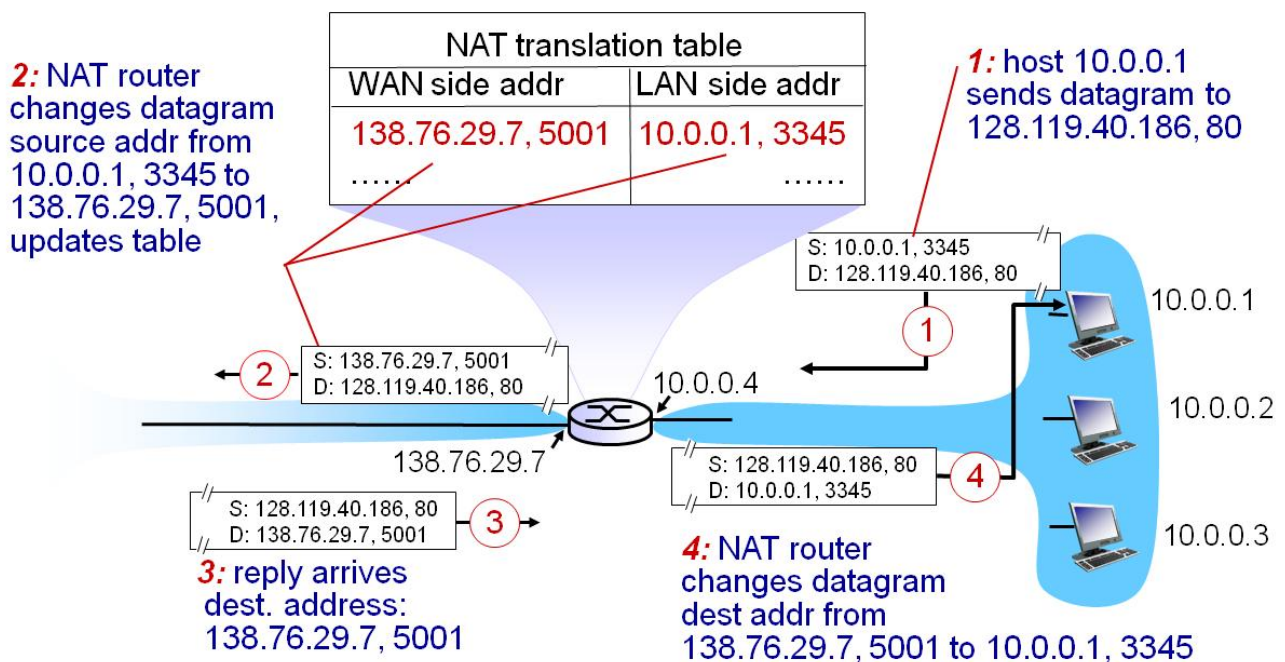 NAT translation table
WAN side addr LAN side addr
138.76.29.7, 5001 10.0.0.1, 3345
...... ......
2: NAT router
changes datagram
source addr from
10.0.0.1, 3345 to
138.76.29.7, 5001,
updates table
1: host 10.0.0.1
sends datagram to
128.119.40.186, 80
S: 10.0.0.1, 3345
D: 128.119.40.186, 80
1
10.0.0.1
S: 138.76.29.7, 5001
D: 128.119.40.186, 80
2
10.0.0.4
10.0.0.2
138.76.29.7
S: 128.119.40.186, 80
D: 10.0.0.1, 3345
4
S: 128.119.40.186, 80
D: 138.76.29.7, 5001
3
10.0.0.3
3: reply arrives
dest. address:
138.76.29.7, 5001
4: NAT router
changes datagram
dest addr from
138.76.29.7, 5001 to 10.0.0.1, 3345